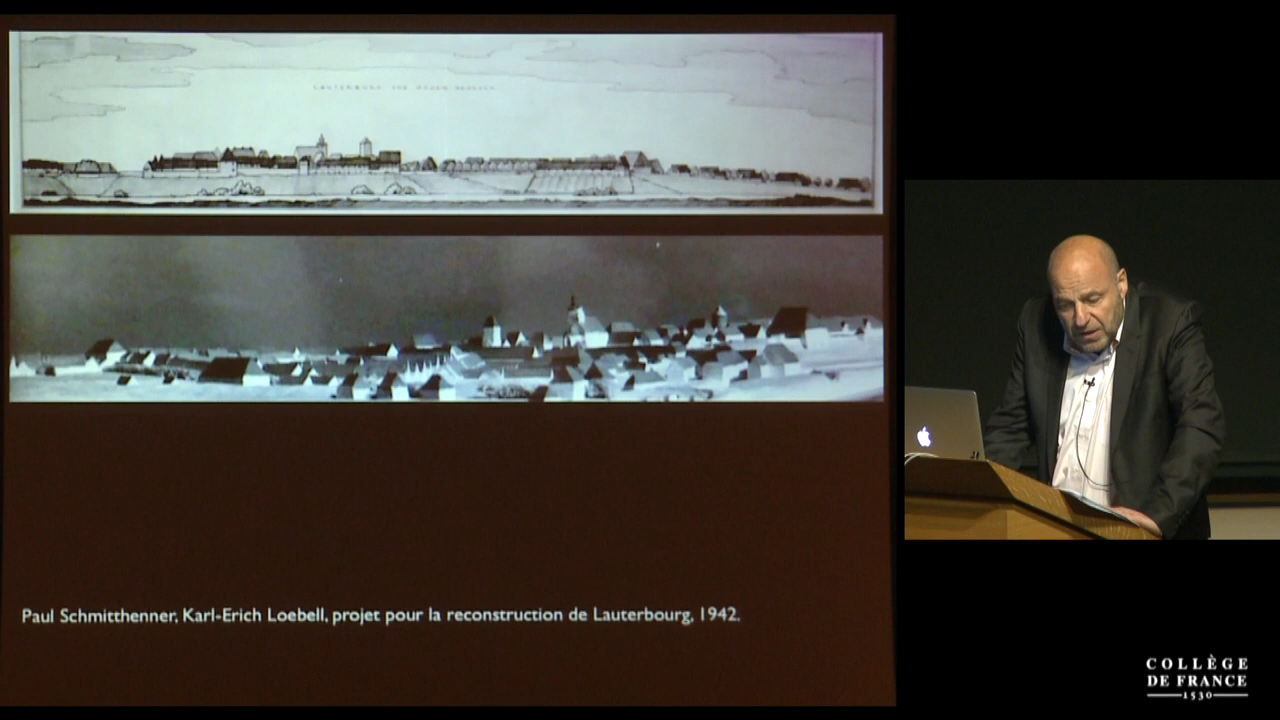 Paul Schmitthenner, Karl-Erich Loebell, projet pour la reconstruction de Lauterbourg, 1942.
COLLÈGE
DE FRANCE
1530